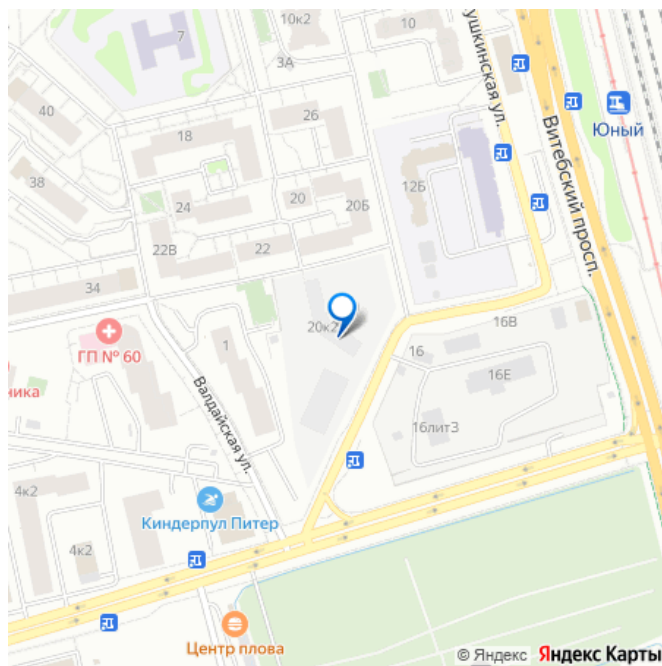 10к2
10
7
3А
ушкинская ул.
40
26
Юный
18
Витебский просп.
38
12Б
20
24
20Б
22В
22
34
20к2
16В
ГП № 60
1
16
16Е
ника
Валдайская ул.
16лит3
4к2
Киндерпул Питер
4к2
Центр плова
© Яндекс Яндекс Карты